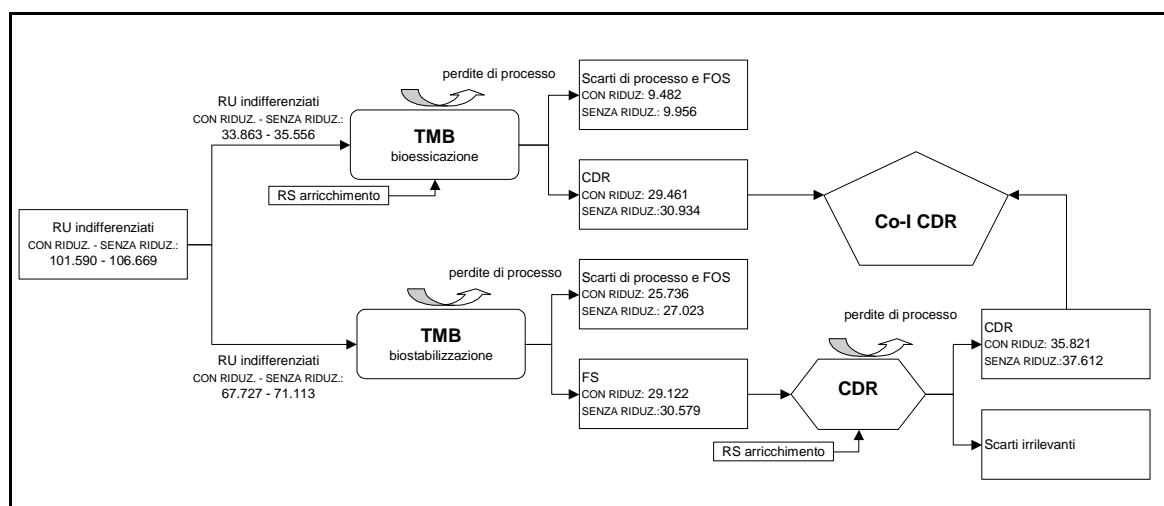 perdite di processo
Scarti di processo e FOS
CON RIDUZ: 9.482
SENZA RIDUZ.: 9.956
RU indifferenziati
CON RIDUZ. - SENZA RIDUZ.:
33.863 - 35.556
TMB
bioessicazione
RS arricchimento
CDR
CON RIDUZ: 29.461
SENZA RIDUZ.:30.934
Co-I CDR
RU indifferenziati
CON RIDUZ. - SENZA RIDUZ.:
101.590 - 106.669
perdite di processo
Scarti di processo e FOS
CON RIDUZ: 25.736
SENZA RIDUZ.: 27.023
TMB
biostabilizzazione
RU indifferenziati
CON RIDUZ. - SENZA RIDUZ.:
67.727 - 71.113
FS
CON RIDUZ: 29.122
SENZA RIDUZ.:30.579
perdite di processo
CDR
RS arricchimento
CDR
CON RIDUZ: 35.821
SENZA RIDUZ.:37.612
Scarti irrilevanti